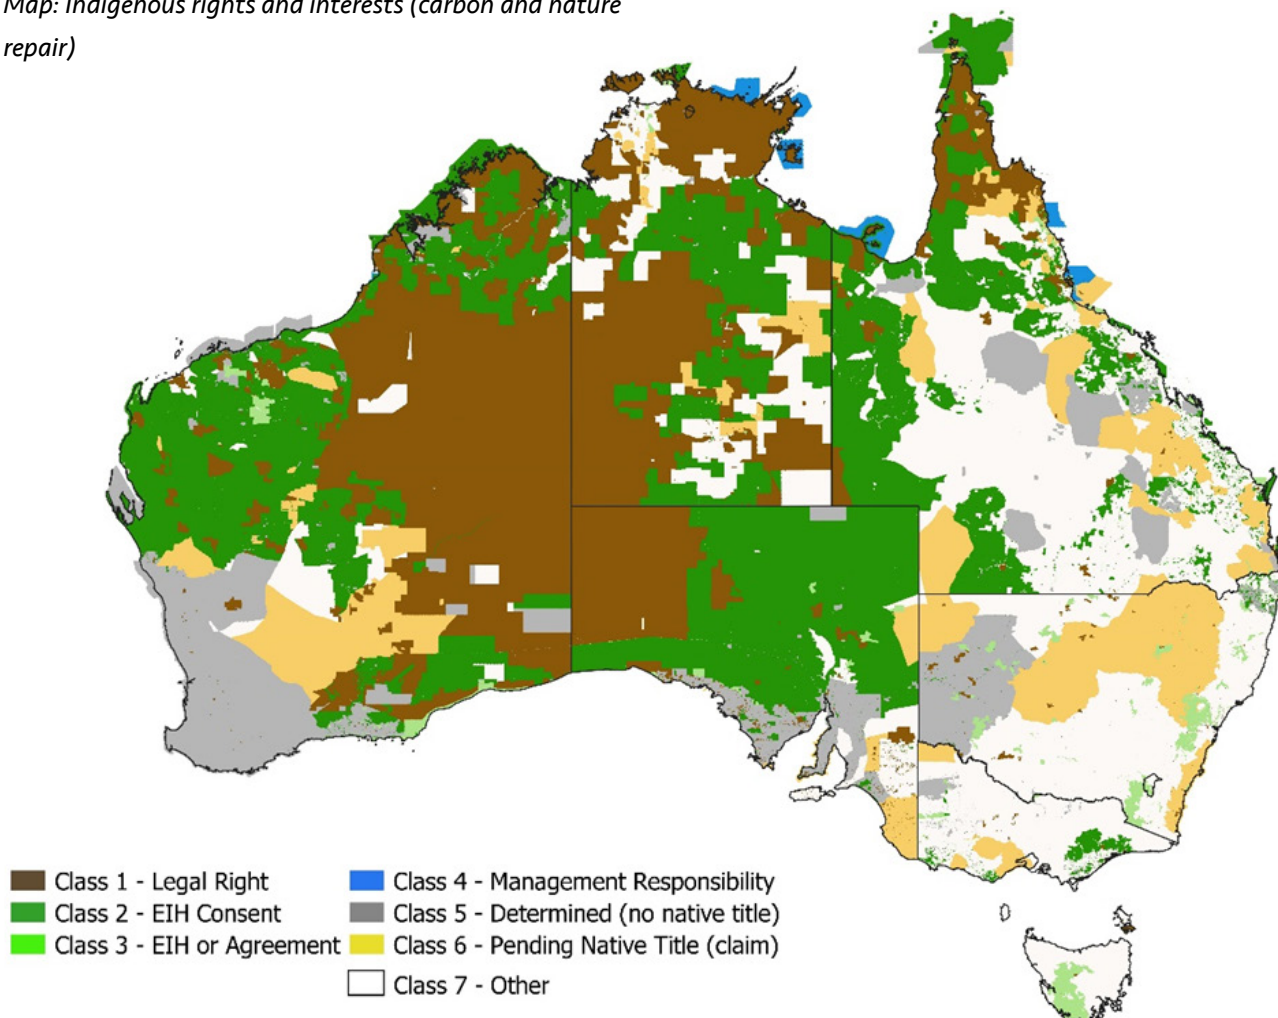 Map: Indigenous rights and interests (carbon and nature
repair)
Class 1 - Legal Right
Class 2 - EIH Consent
Class 3 - EIH or Agreement
Class 4 - Management Responsibility
Class 5 - Determined (no native title)
Class 6 - Pending Native Title (claim)
Class 7 - Other